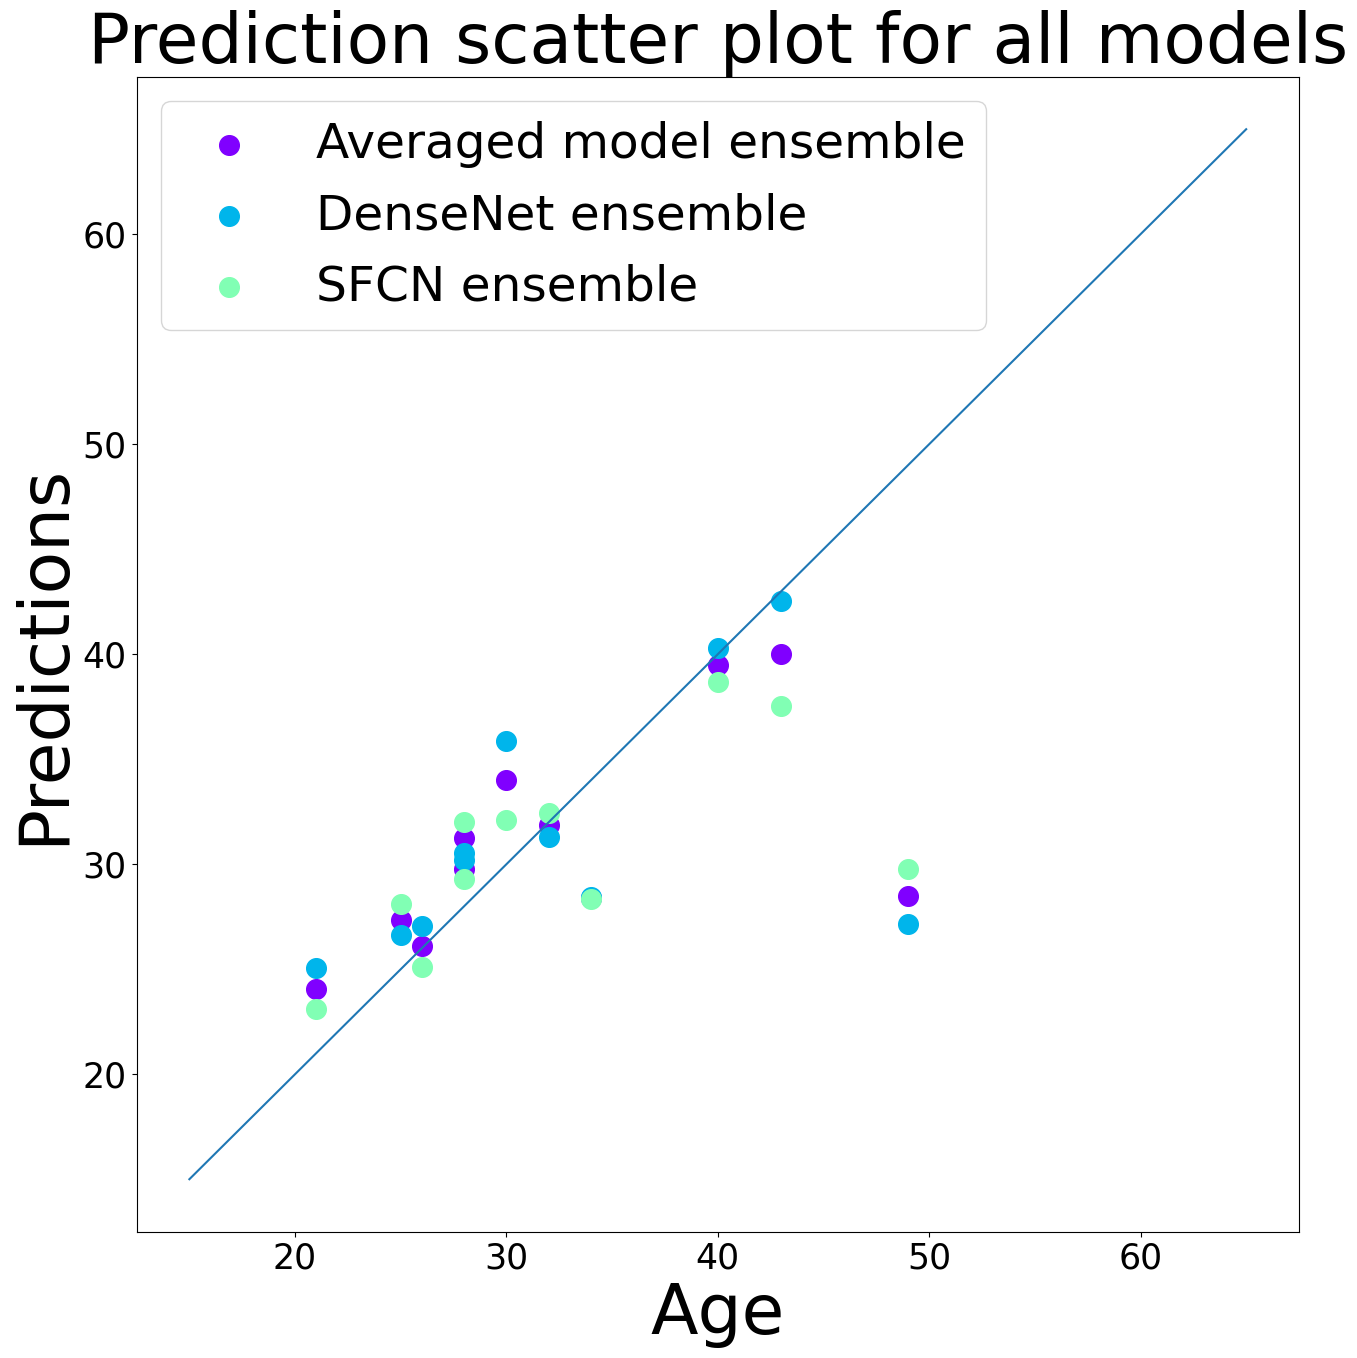 Prediction scatter plot for all models
Averaged model ensemble
DenseNet ensemble
SFCN ensemble
60
50
40
30
20
Predictions
20 30 40 50 60
Age